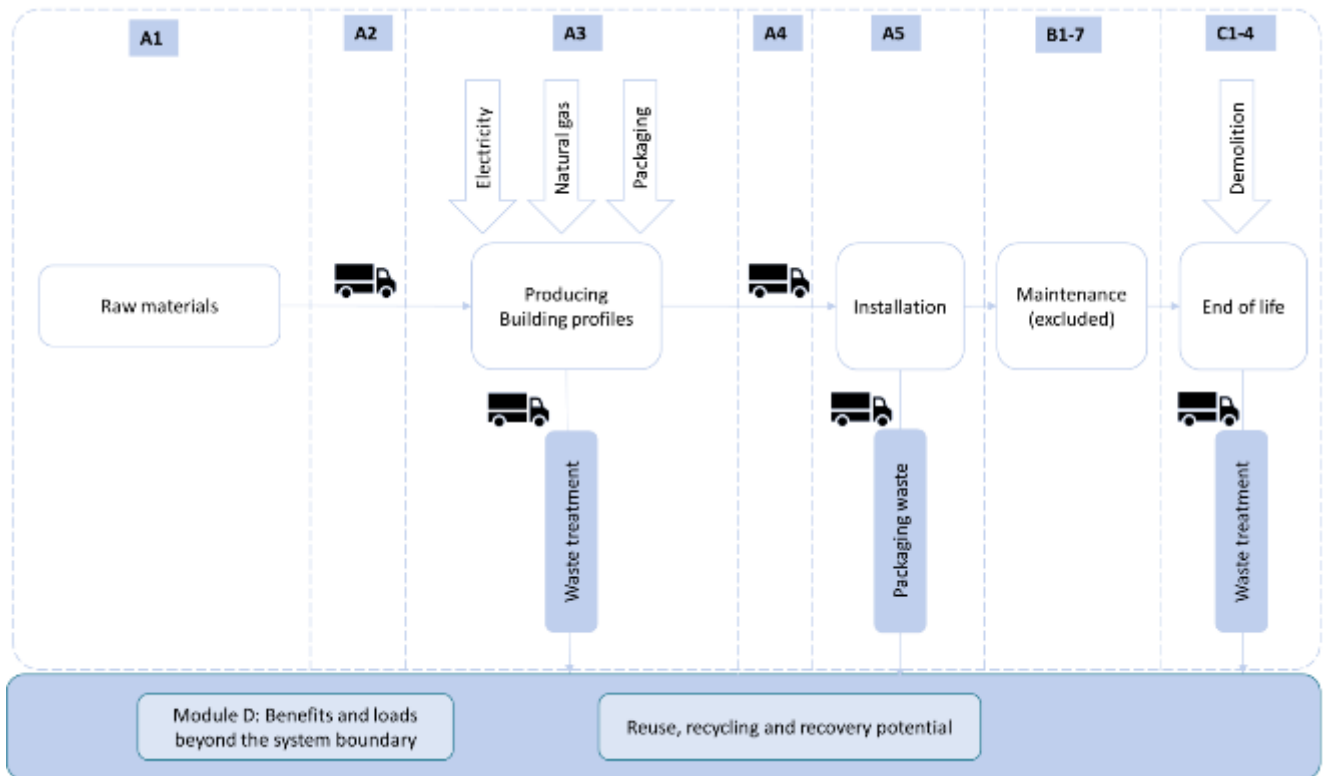 A1
A2
A3
A4
A5
B1-7
C1-4
Electricity
Natural gas
Packaging
Demolition
Raw materials
Producing
Building profiles
Installation
Maintenance
(excluded)
End of life
Waste treatment
Packaging waste
Waste treatment
Module D: Benefits and loads
beyond the system boundary
Reuse, recycling and recovery potential